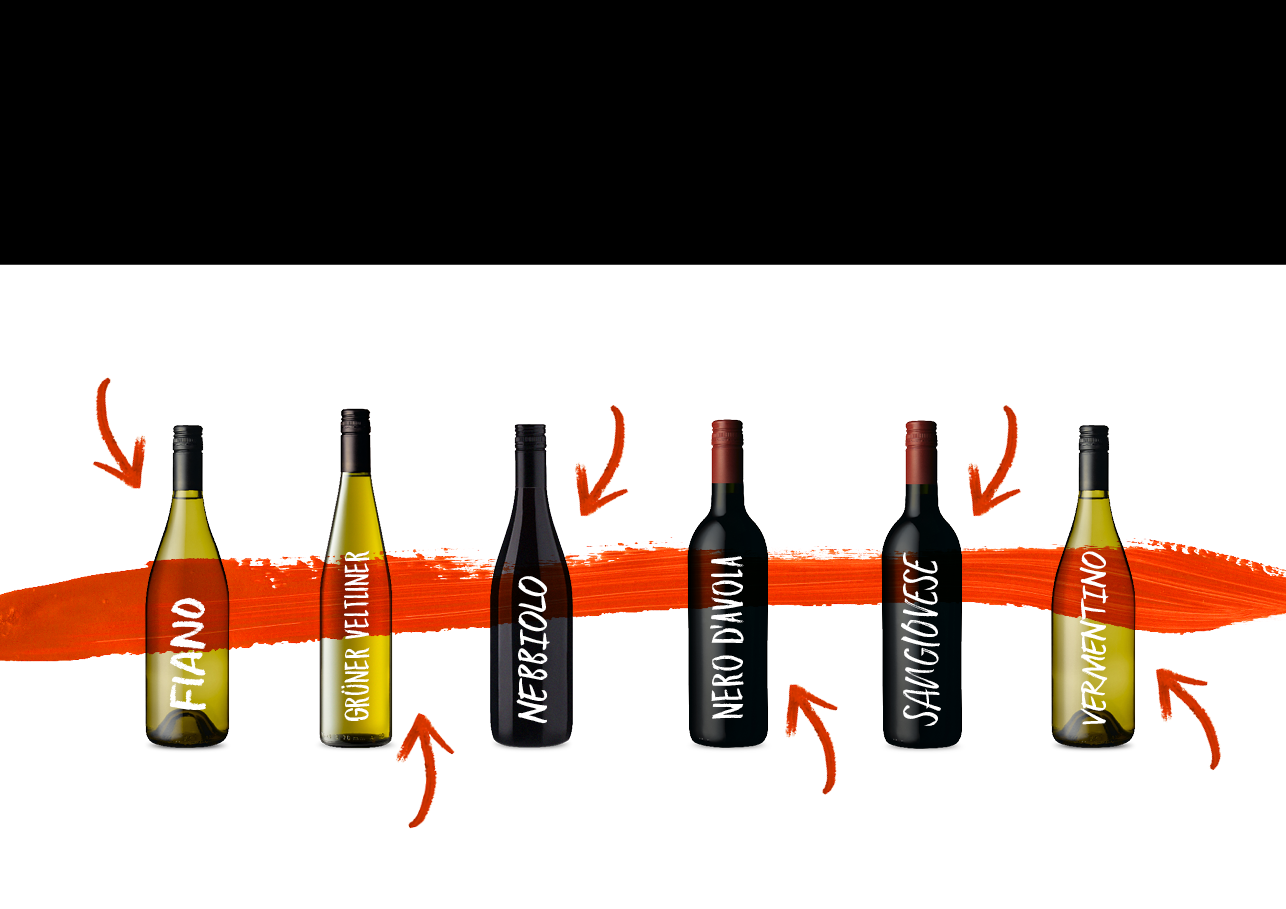 FIANO
GRÜNER VELTLINER
NEBBIOLO
NERO D'AVOLA
SANGIOVESE
VERMENTINO